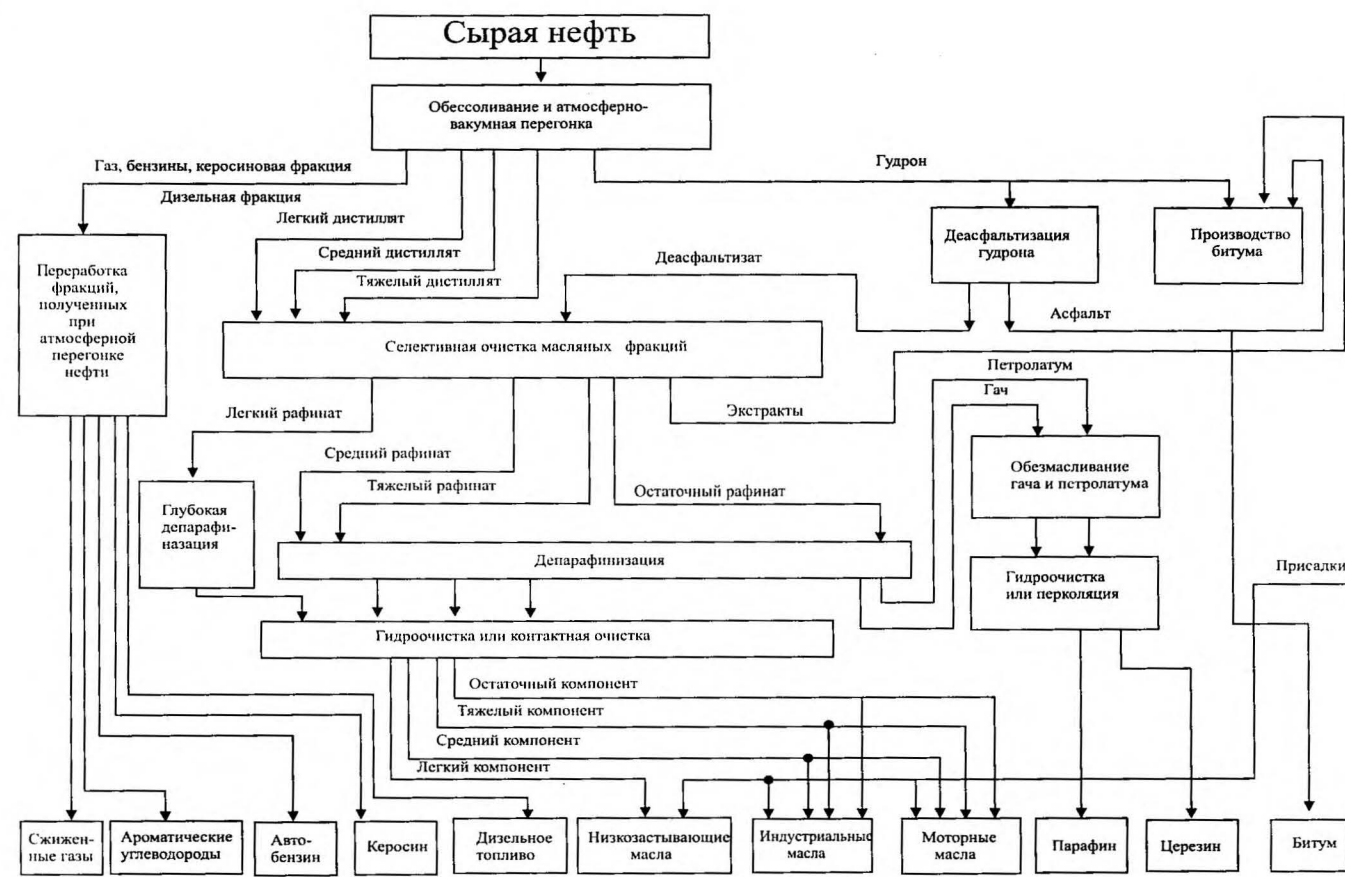 Сырая нефть
Обессоливание и атмосферно-
вакумная перегонка
Газ, бензины, керосиновая фракция
Гудрон
Дизельная фракция
Легкий дистиллят
Средний дистиллят
Тяжелый дистиллят
Деасфальтизат
Деасфальтизация
гудрона
Производство
битума
Переработка
фракций,
полученных
при
атмосферной
перегонке
нефти
Асфальт
Селективная очистка масляных фракций
Петролатум
Гач
Легкий рафинат
Экстракты
Средний рафинат
Тяжелый рафинат
Остаточный рафинат
Обезмасливание
гача и петролатума
Глубокая
депарафи-
назация
Депарафинизация
Гидроочистка
или перколяция
Присадки
Гидроочистка или контактная очистка
Остаточный компонент
Тяжелый компонент
Средний компонент
Легкий компонент
Сжижен-
ные газы
Ароматические
углеводороды
Авто-
бензин
Керосин
Дизельное
топливо
Низкозастывающие
масла
Индустриальные
масла
Моторные
масла
Парафин
Церезин
Битум